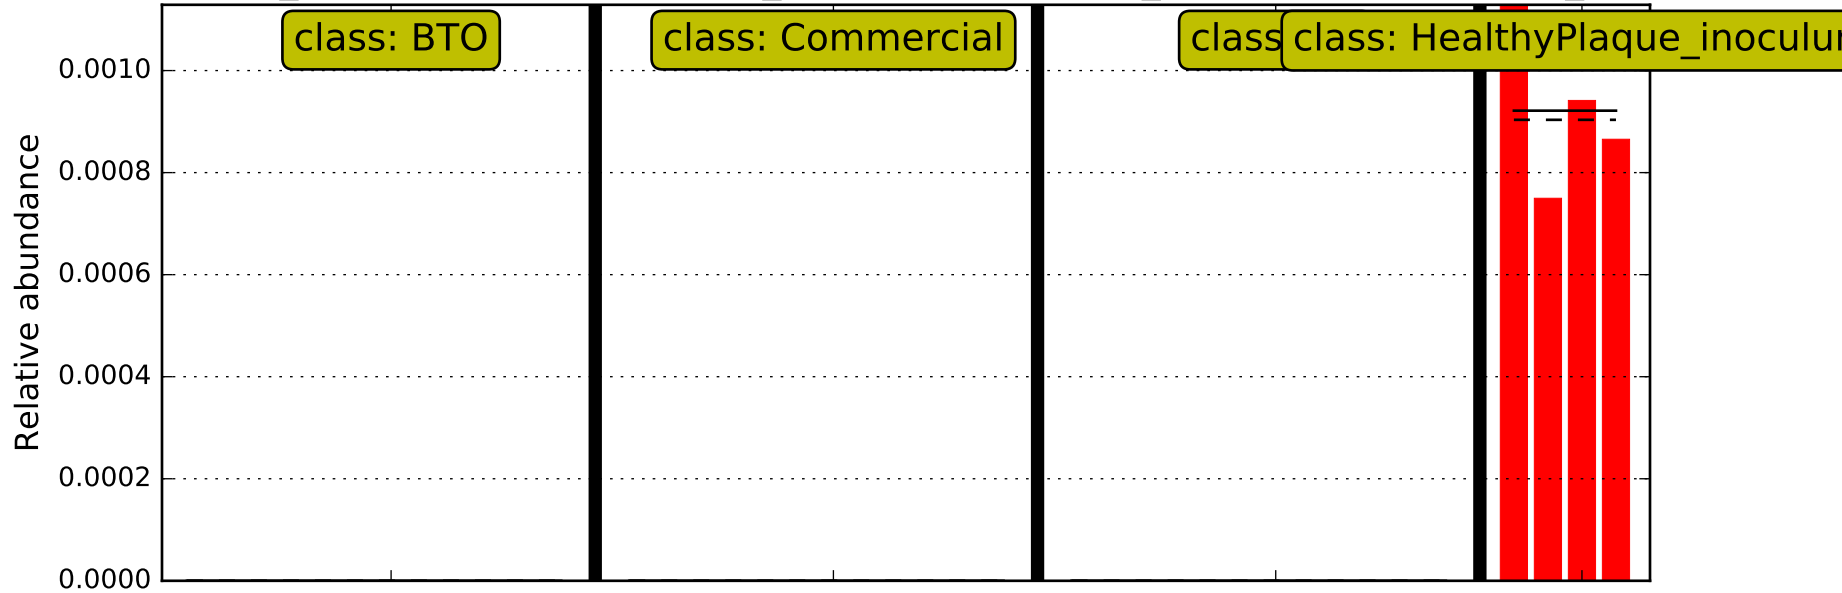 class: BTO
class: Commercial
class
class: HealthyPlaque_inoculu
0.0010
0.0008
0.0006
0.0004
0.0002
0.0000
Relative abundance